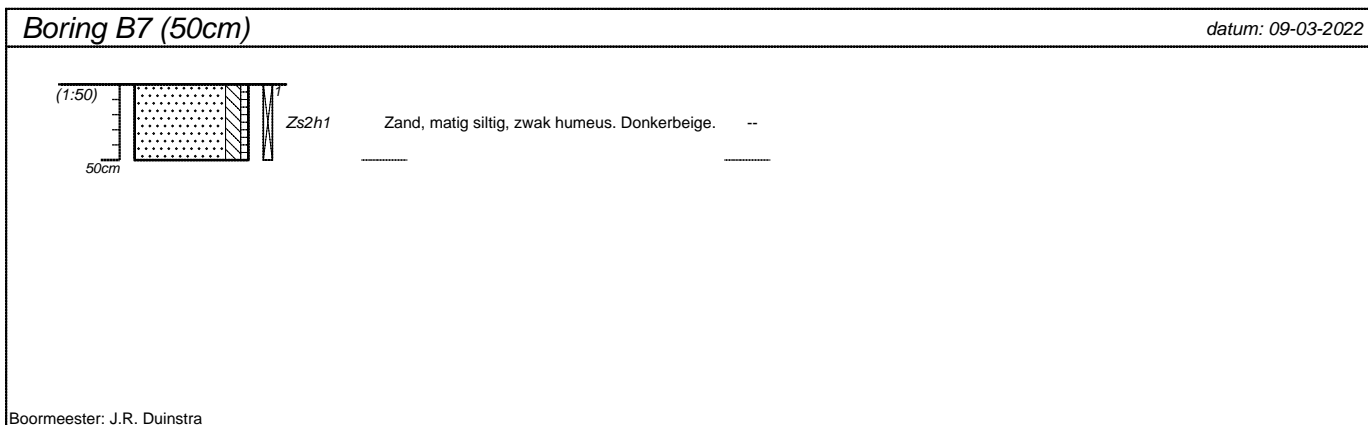 Boring B7 (50cm)
datum: 09-03-2022
(1:50)
1
Zs2h1
Zand, matig siltig, zwak humeus. Donkerbeige.
--
50cm
Boormeester: J.R. Duinstra